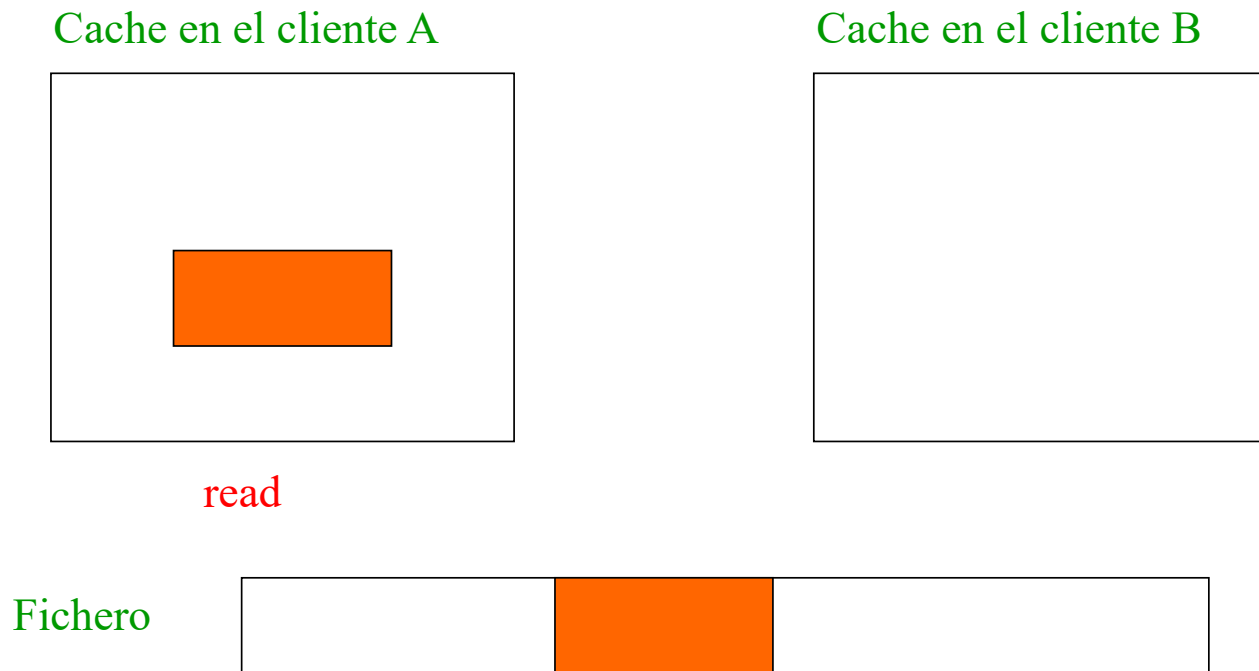 Cache en el cliente A
Cache en el cliente B
read
Fichero